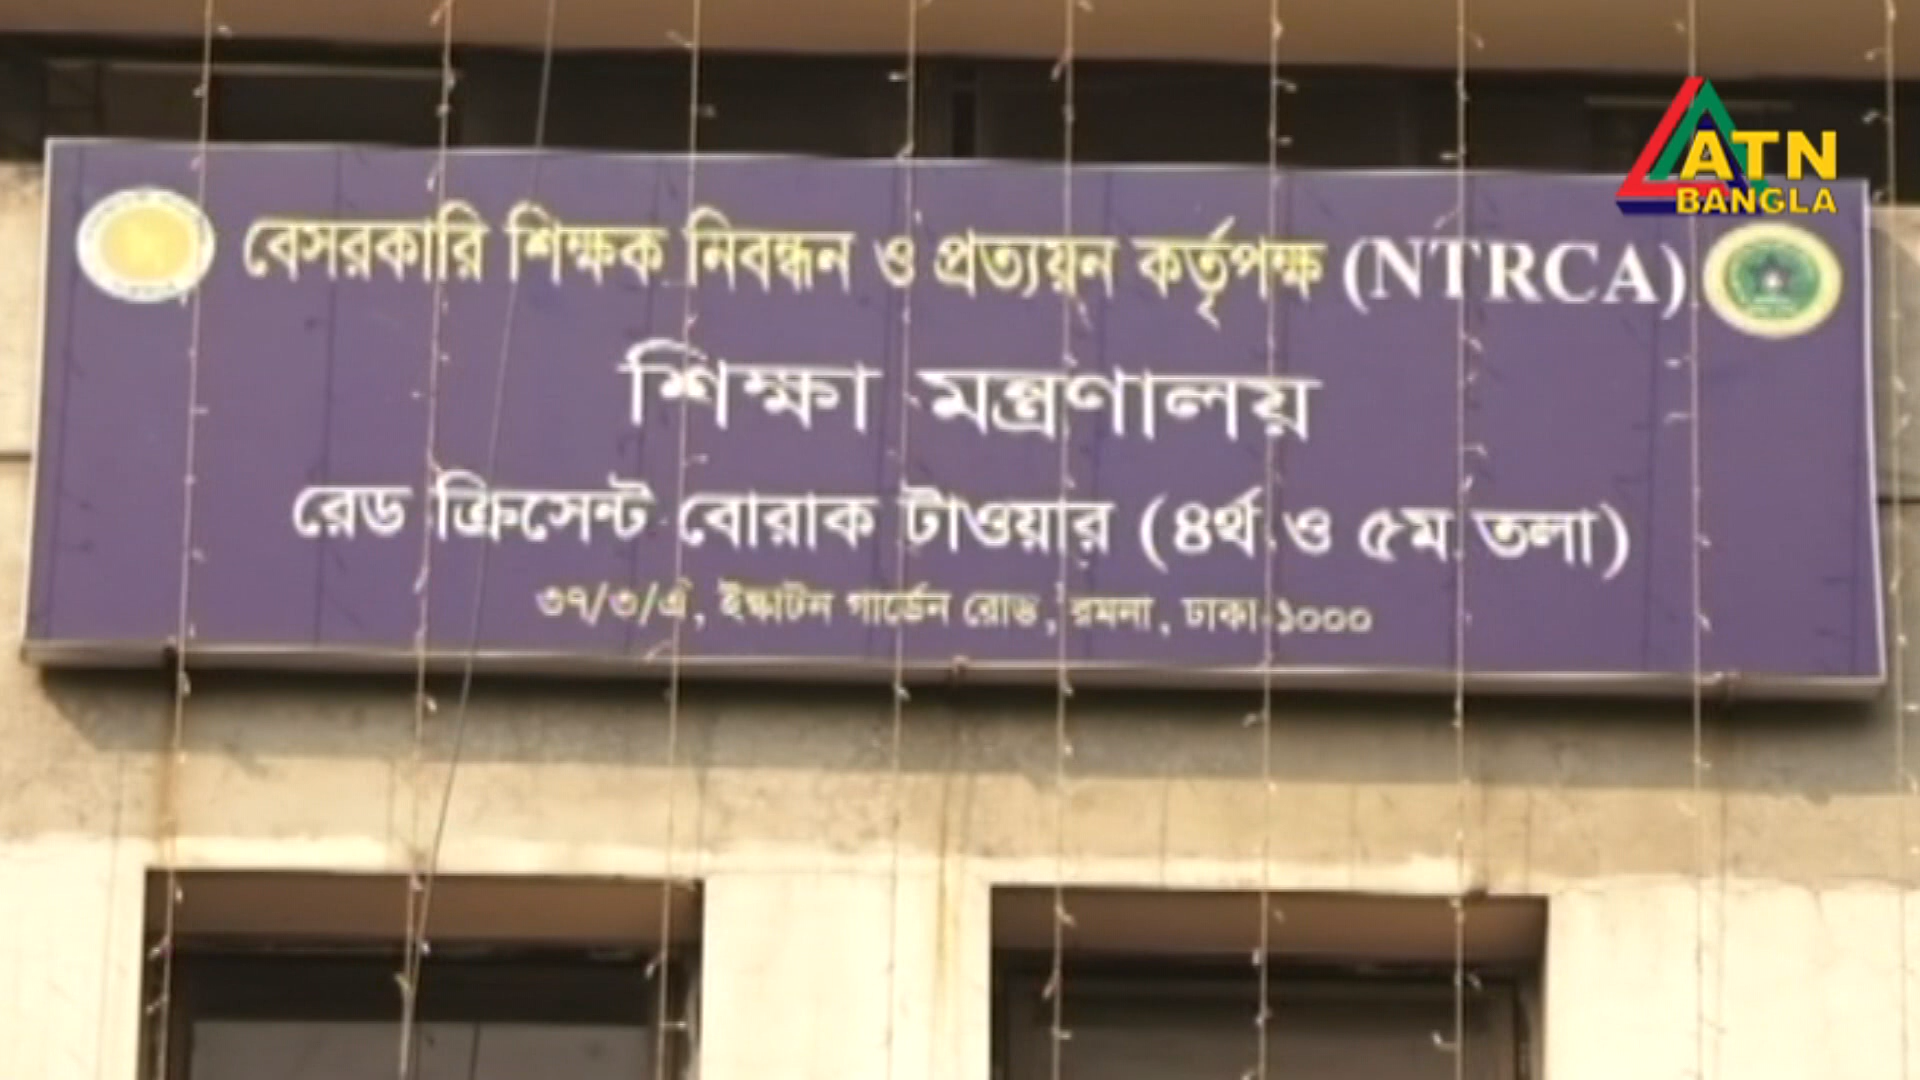 ATN
BANGLA
বেসরকারি শিক্ষক নিবন্ধন ও প্রত্যয়ন কর্তৃপক্ষ (NTRCA)
শিক্ষা মন্ত্রণালয়
রেড ক্রিসেন্ট বোরাক টাওয়ার (৪র্থ ও ৫ম তলা)
৩৭/৩/এ, ইস্কাটন গার্ডেন রোড, রমনা, ঢাকা-১০০০